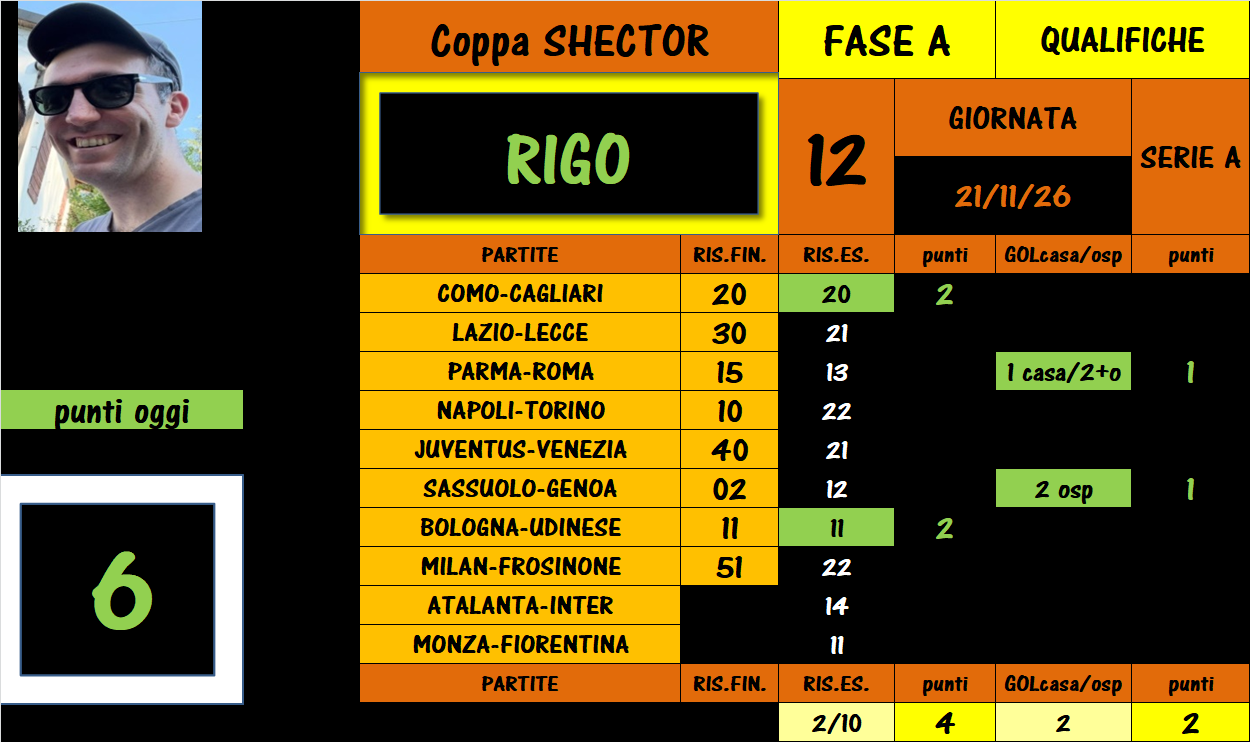 Coppa SHECTOR FASE A QUALIFICHE
RIGO 12 GIORNATA SERIE A
21/11/26
PARTITE RIS.FIN. RIS.ES. punti GOLcasa/osp punti
COMO-CAGLIARI 20 20 2
LAZIO-LECCE 30 21
PARMA-ROMA 15 13 1 casa/2+o 1
punti oggi
NAPOLI-TORINO 10 22
JUVENTUS-VENEZIA 40 21
SASSUOLO-GENOA 02 12 2 osp 1
BOLOGNA-UDINESE 11 11 2
6
MILAN-FROSINONE 51 22
ATALANTA-INTER 14
MONZA-FIORENTINA 11
PARTITE RIS.FIN. RIS.ES. punti GOLcasa/osp punti
2/10 4 2 2